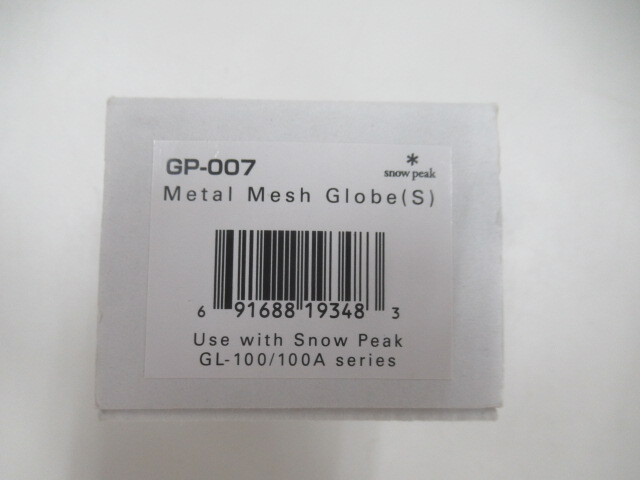 GP-007
snow peak
Metal Mesh Globe(S)
6 91688 19348 3
Use with Snow Peak
GL-100/100A series